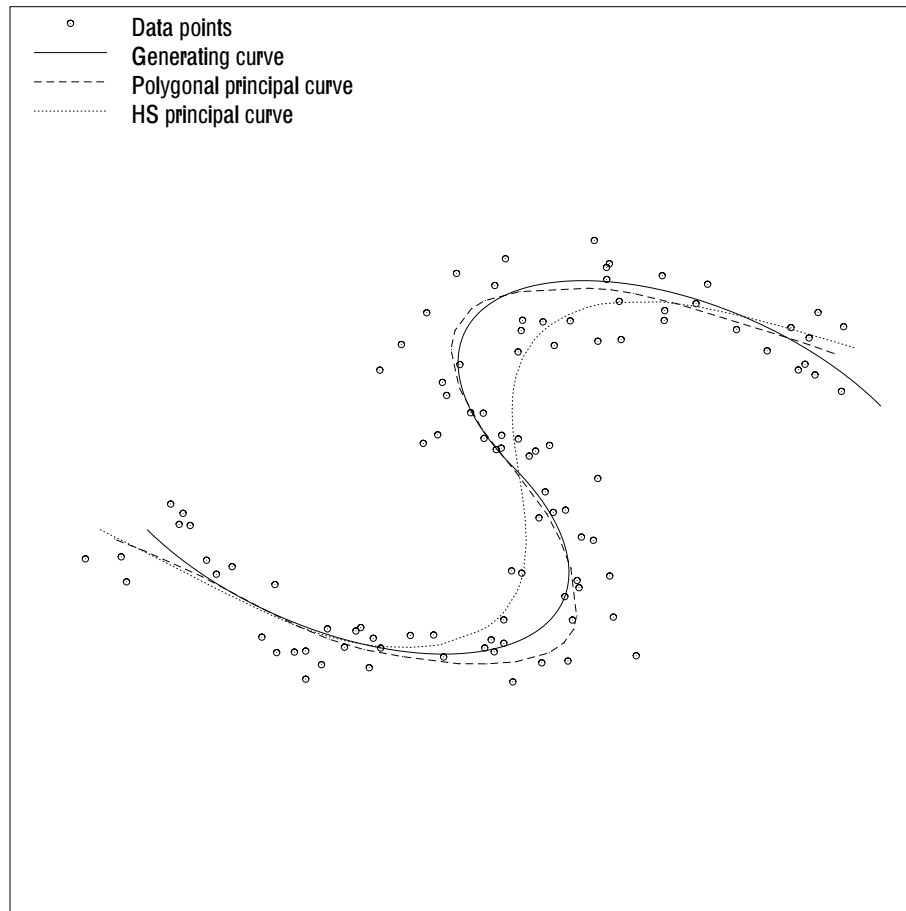 Data points
Generating curve
Polygonal principal curve
HS principal curve